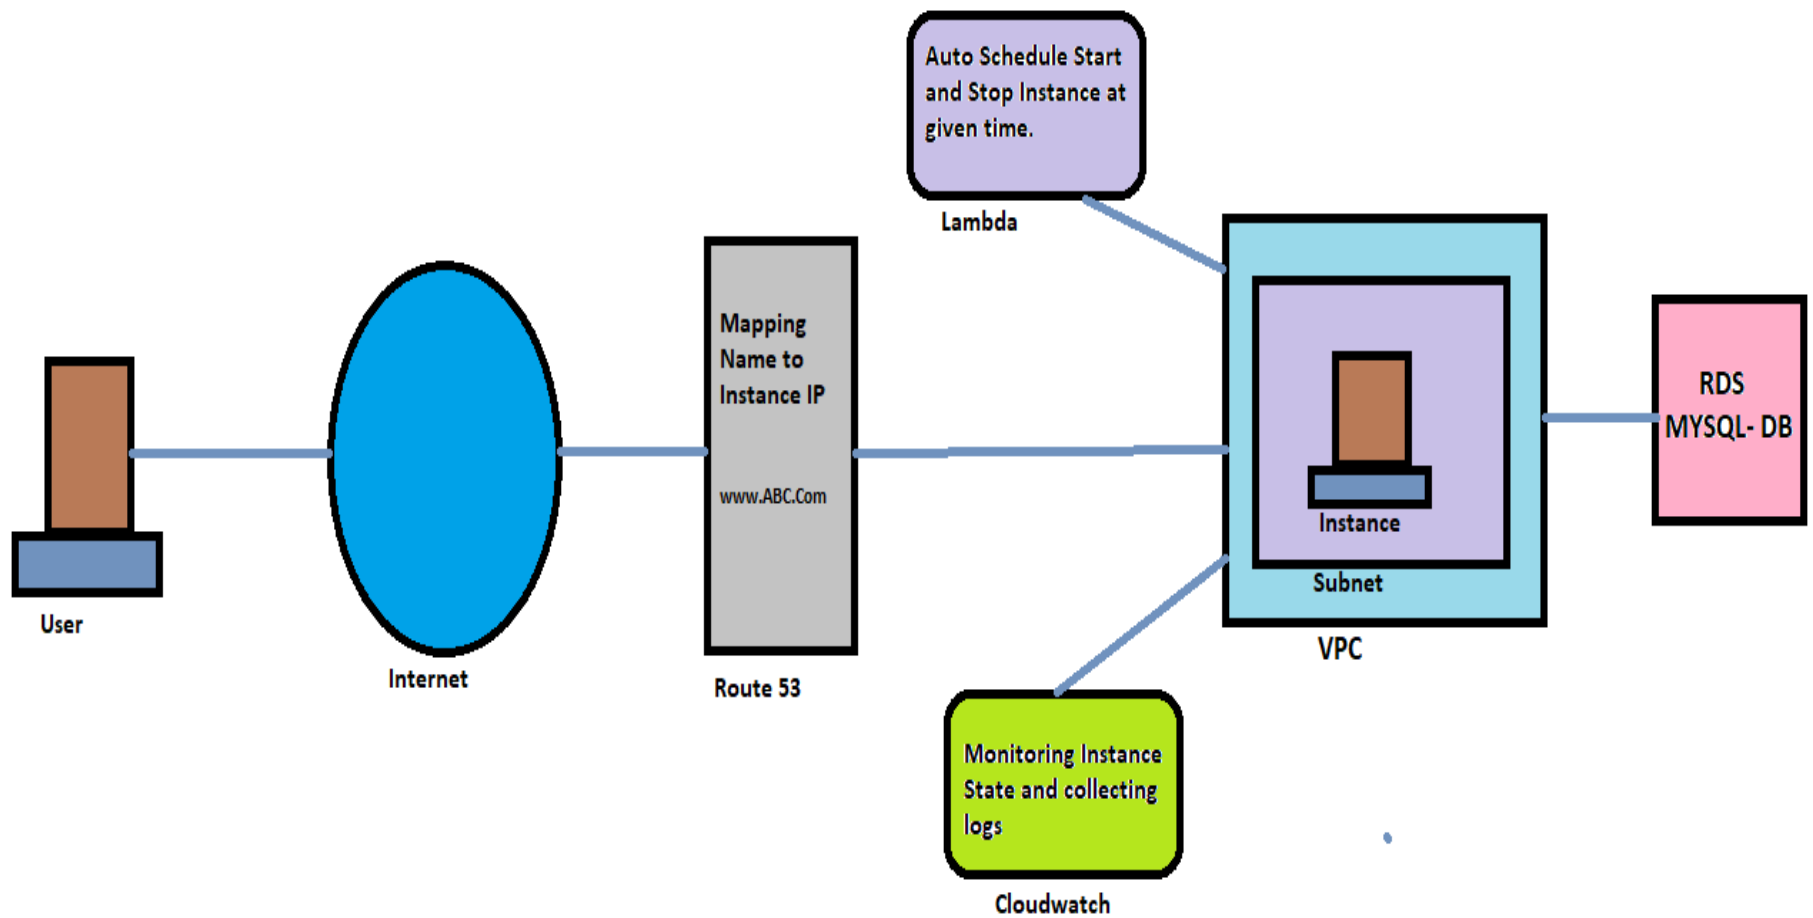 Auto Schedule Start
and Stop Instance at
given time.
Lambda
Mapping
Name to
Instance IP
www.ABC.Com
Route 53
User
Internet
Instance
Subnet
VPC
RDS
MYSQL- DB
Monitoring Instance
State and collecting
logs
Cloudwatch